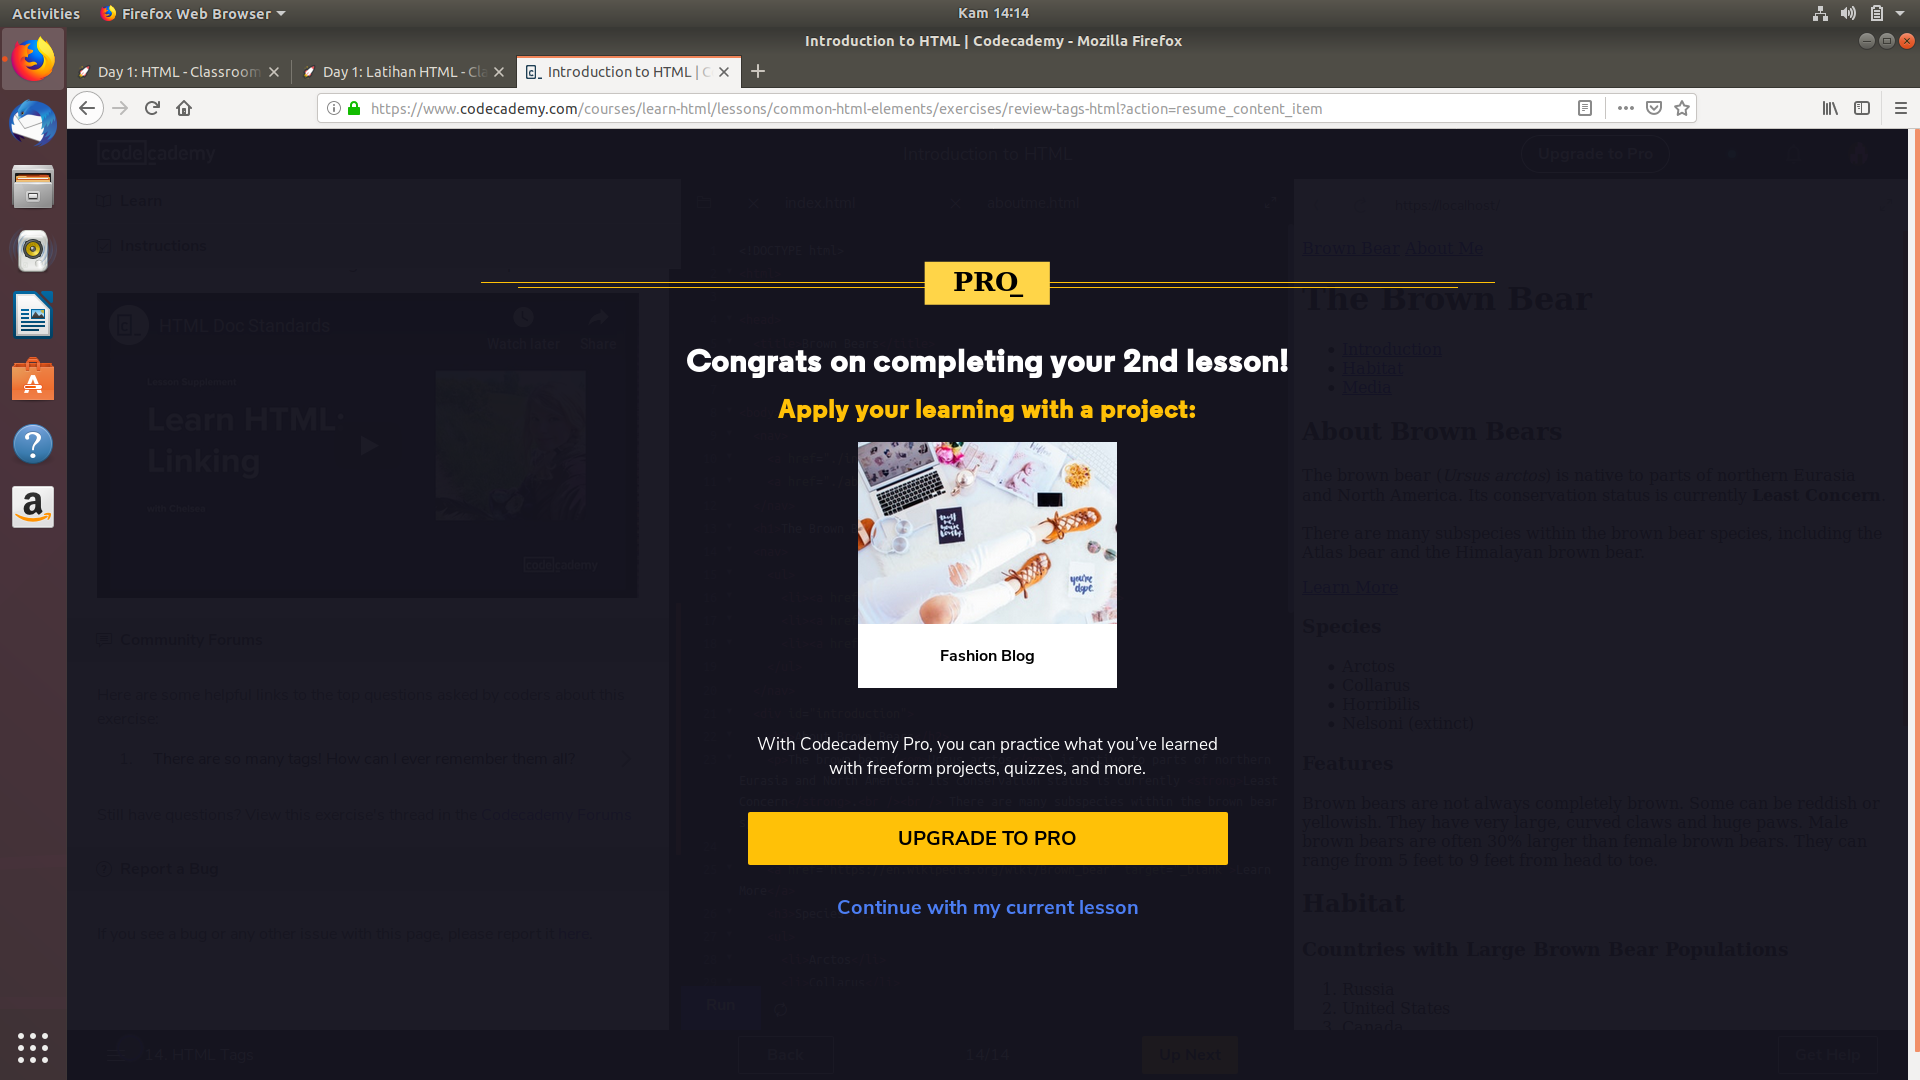 Activities
Firefox Web Browser
Kam 14:14
Introduction to HTML | Codecademy - Mozilla Firefox
Day 1: HTML - Classroom
Day 1: Latihan HTML - Cla
Introduction to HTML | C
https://www.codecademy.com/courses/learn-html/lessons/common-html-elements/exercises/review-tags-html?action=resume_content_item
codecademy
Introduction to HTML
Upgrade to Pro
Learn
Instructions
HTML Doc Standards
Watch later
Share
Learn HTML:
Linking
codecademy
Community Forums
Here are some helpful links to the top questions asked by coders about this
exercise.
1 There are so many tags! How can I ever remember them all?
Still have questions? View this exercise's thread in the Codecademy Forums.
Report a Bug
If you see a bug or any other issue with this page, please report it here.
index.html
aboutme.html
<!DOCTYPE html>
PRO_
Congrats on completing your 2nd lesson!
Apply your learning with a project:
Fashion Blog
With Codecademy Pro, you can practice what you've learned
with freeform projects, quizzes, and more.
UPGRADE TO PRO
Continue with my current lesson
Run
https://localhost/
Brown Bear About Me
The Brown Bear
Introduction
Habitat
Media
About Brown Bears
The brown bear (Ursus arctos) is native to parts of northern Eurasia
and North America. Its conservation status is currently Least Concern.
There are many subspecies within the brown bear species, including the
Atlas bear and the Himalayan brown bear.
Learn More
Species
Arctos
Collarus
Horribilis
Nelsoni (extinct)
Features
Brown bears are not always completely brown. Some can be reddish or
yellowish. They have very large, curved claws and huge paws. Male
brown bears are often 30% larger than female brown bears. They can
range from 5 feet to 9 feet from head to toe.
Habitat
Countries with Large Brown Bear Populations
1. Russia
2. United States
3. Canada
14. HTML Tags
Back
14/14
Up Next
Get Help